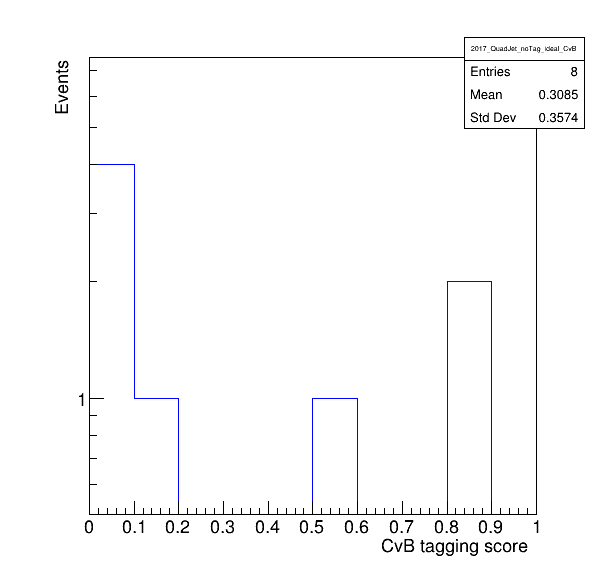 2017_QuadJet_noTag_ideal_CvB
Entries 8
Mean 0.3085
Std Dev 0.3574
Events
1
0 0.1 0.2 0.3 0.4 0.5 0.6 0.7 0.8 0.9 1
CvB tagging score